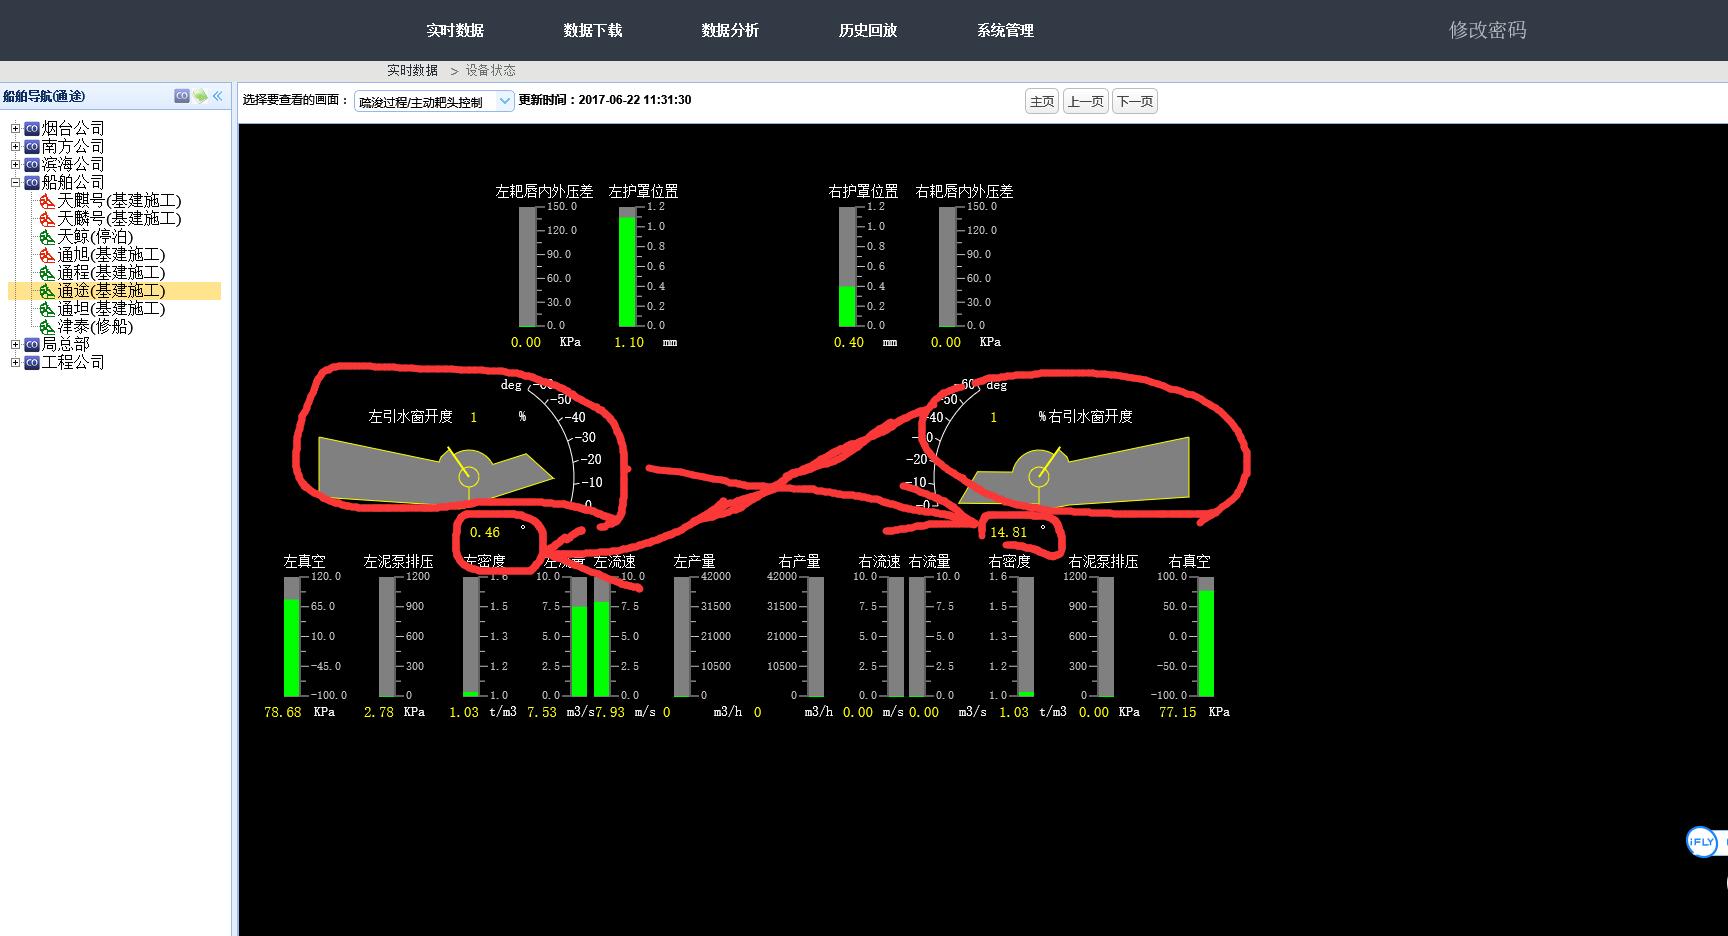 实时数据 数据下载 数据分析 历史回放 系统管理 修改密码
实时数据 > 设备状态
船舶导航(通途) CO
选择要查看的画面： 疏浚过程/主动耙头控制 更新时间：2017-06-22 11:31:30 主页 上一页 下一页
CO 烟台公司
CO 南方公司
CO 滨海公司
CO 船舶公司
天麒号(基建施工)
天麟号(基建施工)
天鲸(停泊)
通旭(基建施工)
通程(基建施工)
通途(基建施工)
通坦(基建施工)
津泰(修船)
CO 局总部
CO 工程公司
左耙唇内外压差 左护罩位置 右护罩位置 右耙唇内外压差
150.0 1.2 1.2 150.0
120.0 1.0 1.0 120.0
90.0 0.8 0.8 90.0
60.0 0.6 0.6 60.0
30.0 0.4 0.4 30.0
0.0 0.2 0.2 0.0
0.0 0.0
0.00 KPa 1.10 mm 0.40 mm 0.00 KPa
deg -60 -60 deg
-50 -50
左引水窗开度 1 % -40 -40 1 %右引水窗开度
-30
-20 -20
-10 -10
0 -0
0.46 ° 14.81 °
左真空 左泥泵排压 左密度 左流量 左流速 左产量 右产量 右流速 右流量 右密度 右泥泵排压 右真空
120.0 1200 1.6 10.0 10.0 42000 42000 10.0 10.0 1.6 1200 100.0
65.0 900 1.5 7.5 7.5 31500 31500 7.5 7.5 1.5 900 50.0
10.0 600 1.3 5.0 5.0 21000 21000 5.0 5.0 1.3 600 0.0
-45.0 300 1.2 2.5 2.5 10500 10500 2.5 2.5 1.2 300 -50.0
-100.0 0 1.0 0.0 0.0 0 0 0.0 0.0 1.0 0 -100.0
78.68 KPa 2.78 KPa 1.03 t/m3 7.53 m3/s 7.93 m/s 0 m3/h 0 m3/h 0.00 m/s 0.00 m3/s 1.03 t/m3 0.00 KPa 77.15 KPa
iFLY